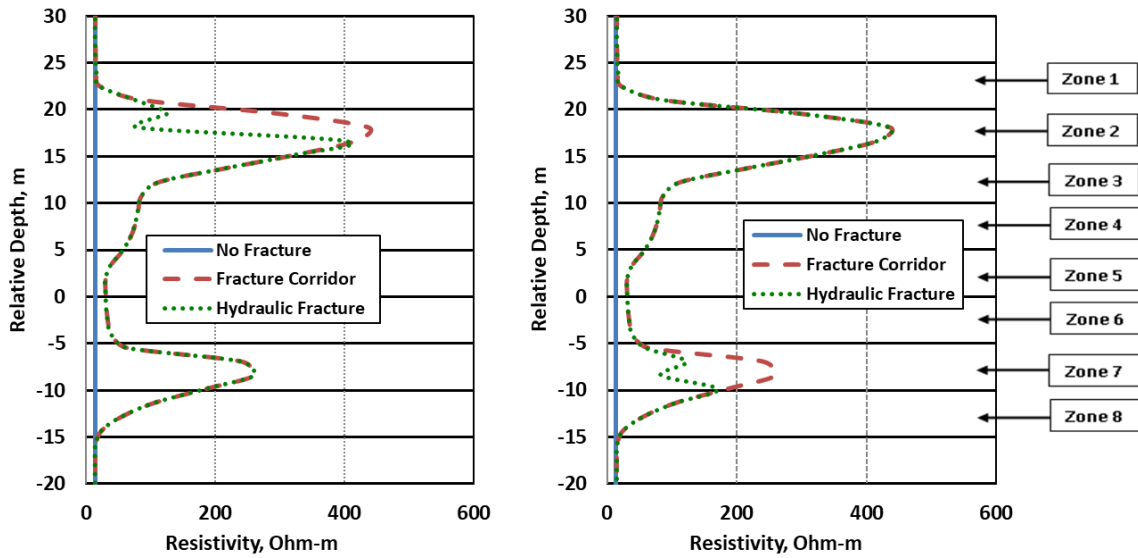 30
25
20
15
10
5
0
-5
-10
-15
-20
Relative Depth, m
No Fracture
Fracture Corridor
Hydraulic Fracture
0 200 400 600
Resistivity, Ohm-m
30
25
20
15
10
5
0
-5
-10
-15
-20
Relative Depth, m
No Fracture
Fracture Corridor
Hydraulic Fracture
0 200 400 600
Resistivity, Ohm-m
Zone 1
Zone 2
Zone 3
Zone 4
Zone 5
Zone 6
Zone 7
Zone 8